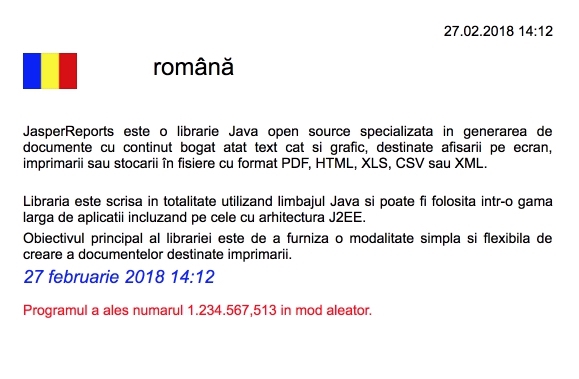 27.02.2018 14:12
română
JasperReports este o librarie Java open source specializata in generarea de
documente cu continut bogat atat text cat si grafic, destinate afisarii pe ecran,
imprimarii sau stocarii în fisiere cu format PDF, HTML, XLS, CSV sau XML.
Libraria este scrisa in totalitate utilizand limbajul Java si poate fi folosita intr-o gama
larga de aplicatii incluzand pe cele cu arhitectura J2EE.
Obiectivul principal al librariei este de a furniza o modalitate simpla si flexibila de
creare a documentelor destinate imprimarii.
27 februarie 2018 14:12
Programul a ales numarul 1.234.567,513 in mod aleator.